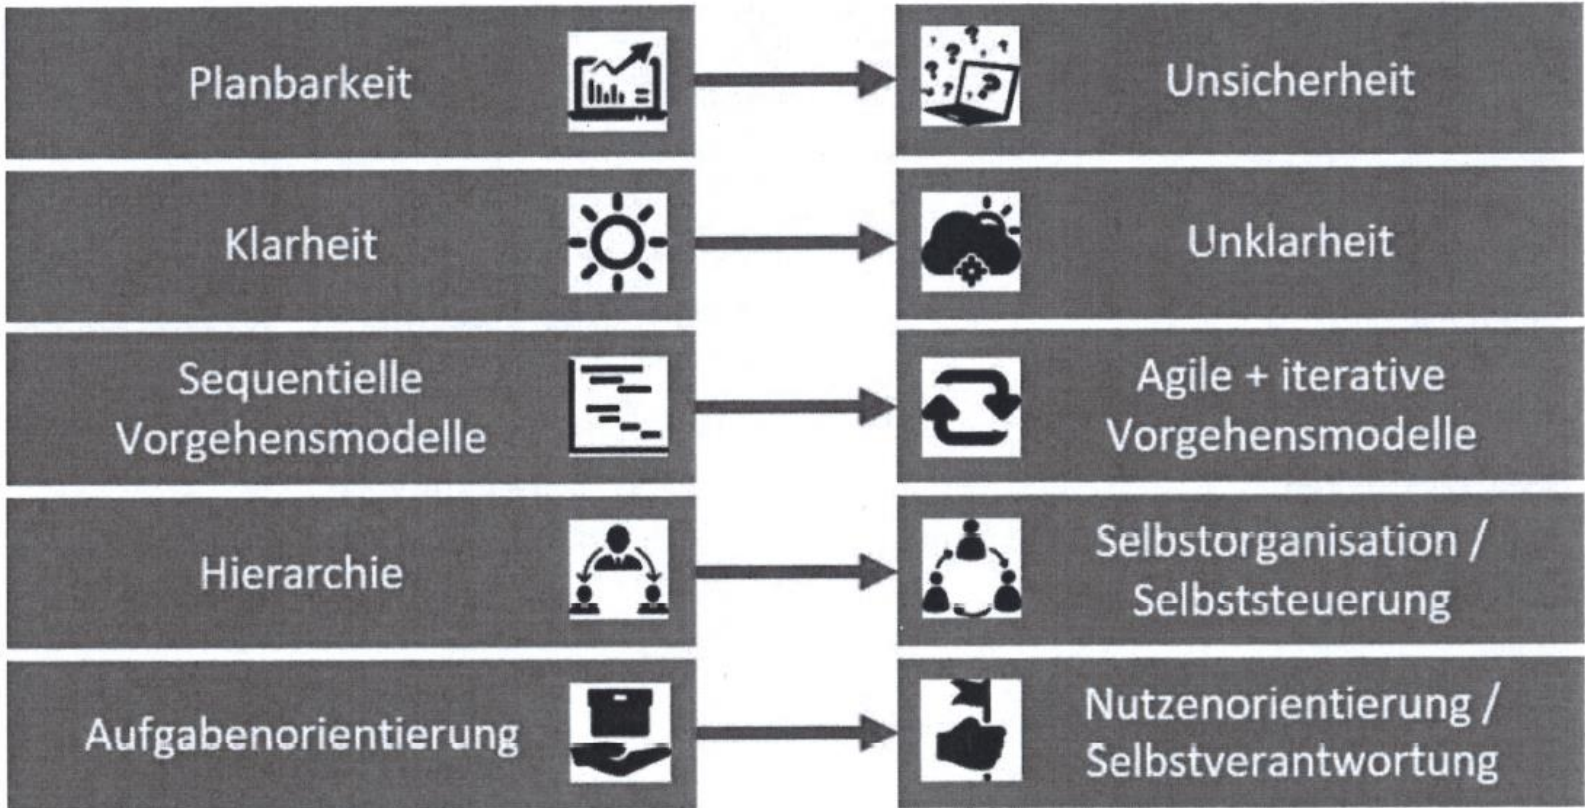 Planbarkeit
Unsicherheit
Klarheit
Unklarheit
Sequentielle
Vorgehensmodelle
Agile + iterative
Vorgehensmodelle
Hierarchie
Selbstorganisation /
Selbststeuerung
Aufgabenorientierung
Nutzenorientierung /
Selbstverantwortung